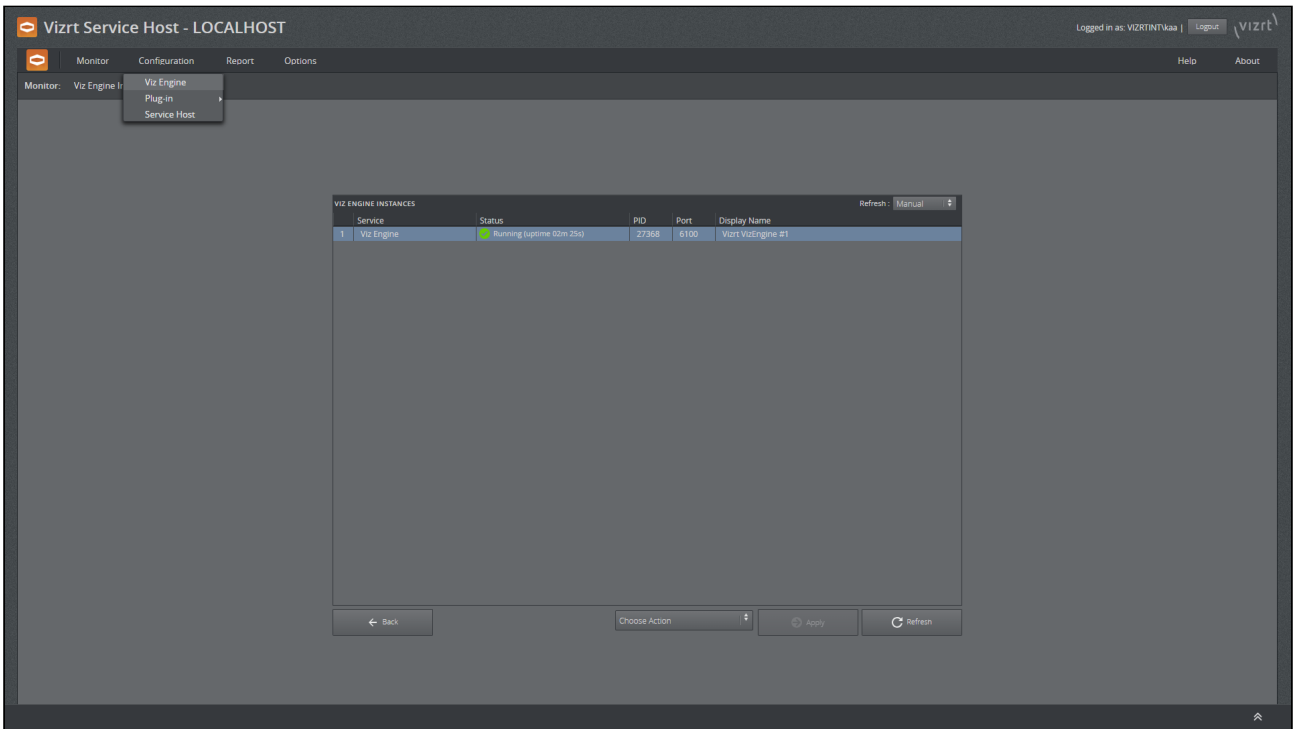 Vizrt Service Host - LOCALHOST
Logged in as: VIZRTINT\kaa | Logout vizrt
Monitor Configuration Report Options Help About
Monitor: Viz Engine In
Viz Engine
Plug-in
Service Host
VIZ ENGINE INSTANCES Refresh : Manual
Service Status PID Port Display Name
1 Viz Engine Running (uptime 02m 25s) 27368 6100 Vizrt VizEngine #1
Back Choose Action Apply Refresh